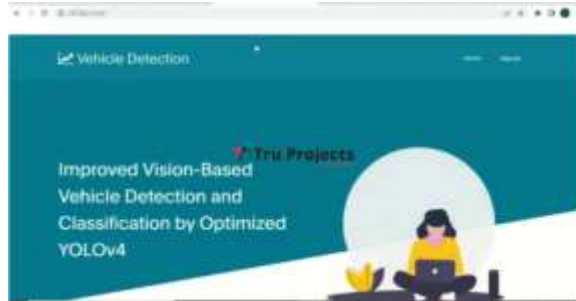 Vehicle Detection
Tru Projects
Improved Vision-Based
Vehicle Detection and
Classification by Optimized
YOLOv4